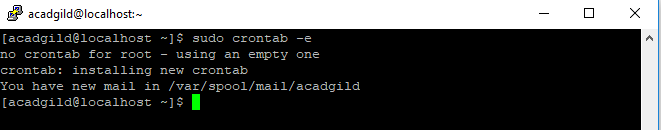 acadgild@localhost:~
[acadgild@localhost ~]$ sudo crontab -e
no crontab for root - using an empty one
crontab: installing new crontab
You have new mail in /var/spool/mail/acadgild
[acadgild@localhost ~]$